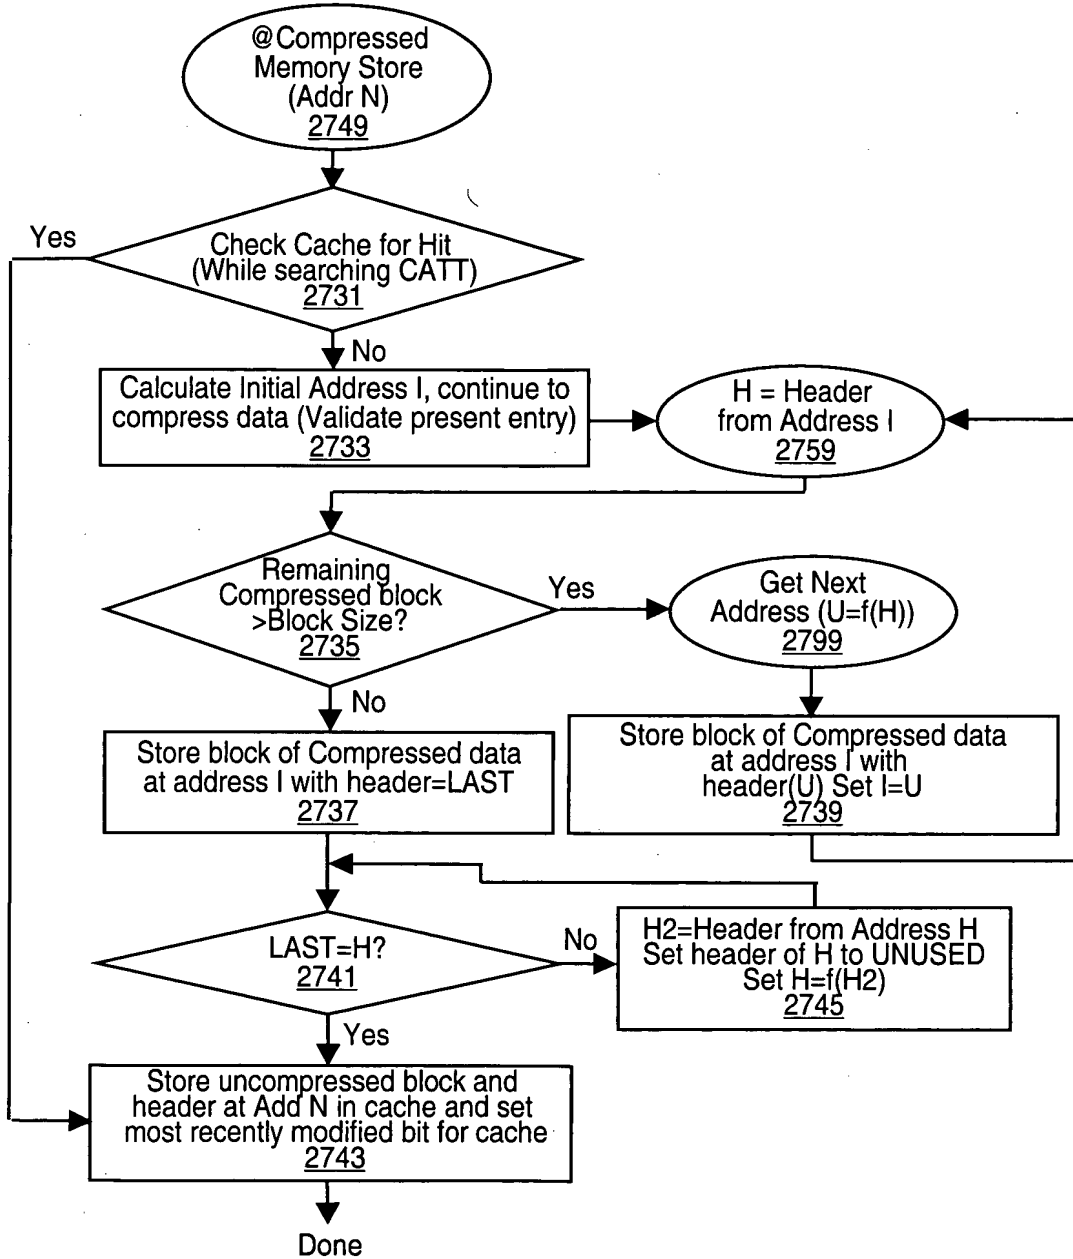 @Compressed
Memory Store
(Addr N)
2749
Yes
Check Cache for Hit
(While searching CATT)
2731
No
Calculate Initial Address I, continue to
compress data (Validate present entry)
2733
H = Header
from Address I
2759
Remaining
Compressed block
>Block Size?
2735
Yes
Get Next
Address (U=f(H))
2799
No
Store block of Compressed data
at address I with header=LAST
2737
Store block of Compressed data
at address I with
header(U) Set I=U
2739
LAST=H?
2741
No
H2=Header from Address H
Set header of H to UNUSED
Set H=f(H2)
2745
Yes
Store uncompressed block and
header at Add N in cache and set
most recently modified bit for cache
2743
Done